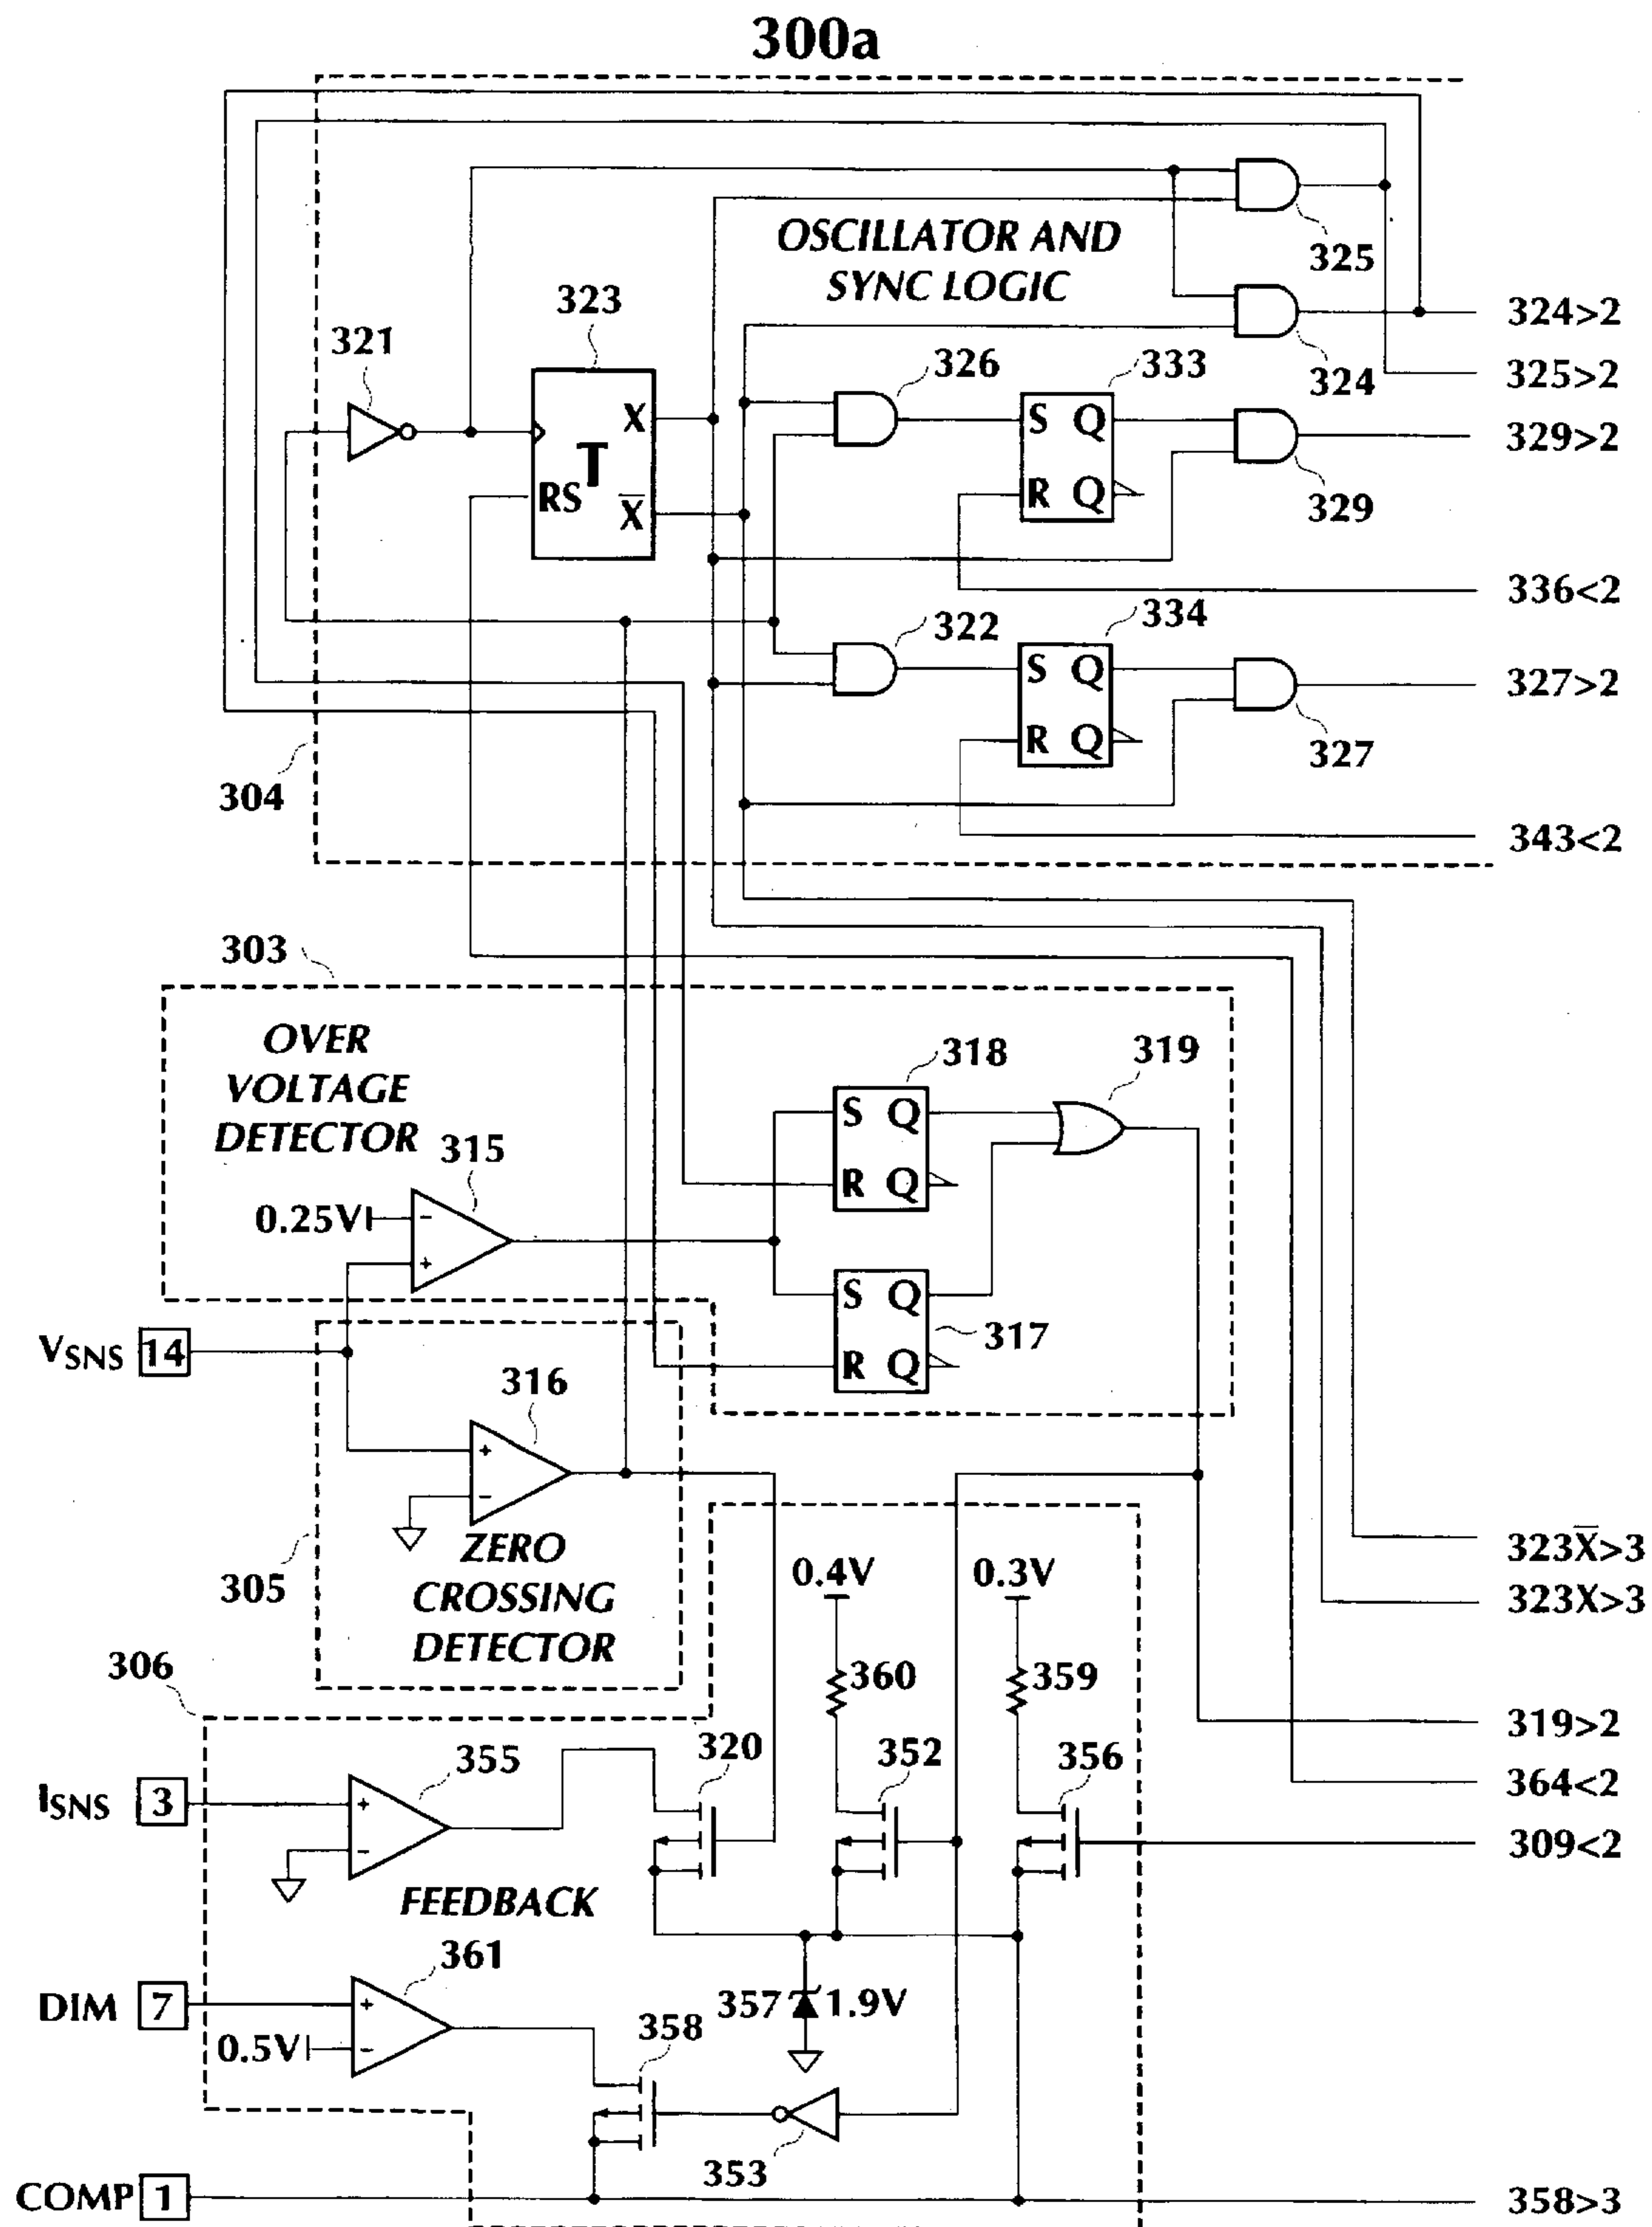 300a
OSCILLATOR AND
SYNC LOGIC
325
324>2
324
325>2
321
323
X
T
RS
X̅
326
333
S Q
R Q
329>2
329
336<2
322
334
S Q
R Q
327>2
327
304
343<2
303
OVER
VOLTAGE
DETECTOR
315
0.25V
-
+
318
S Q
R Q
319
S Q
R Q
317
VSNS 14
316
+
-
305
ZERO
CROSSING
DETECTOR
323X̅>3
323X>3
0.4V
0.3V
306
360
359
319>2
320
352
356
364<2
ISNS 3
355
+
-
309<2
FEEDBACK
361
DIM 7
+
0.5V
-
357
1.9V
358
353
COMP 1
358>3